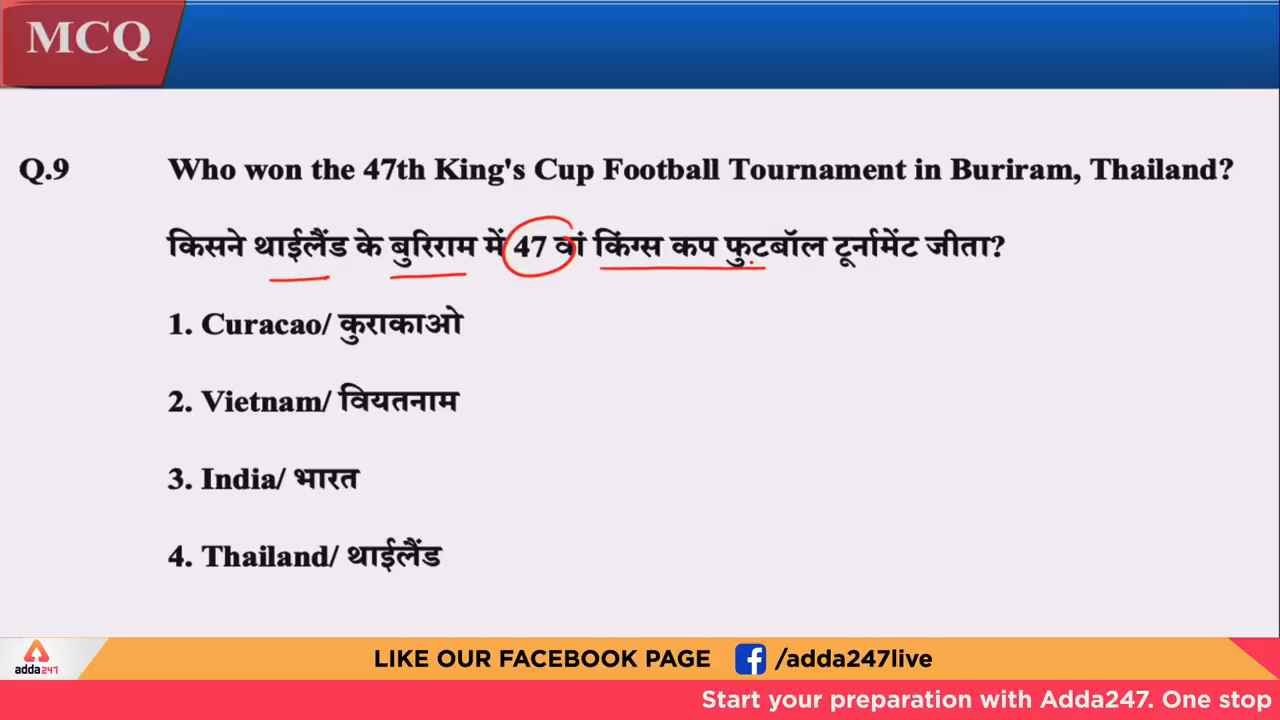 MCQ
Q.9 Who won the 47th King's Cup Football Tournament in Buriram, Thailand?
किसने थाईलैंड के बुरिराम में 47 वां किंग्स कप फुटबॉल टूर्नामेंट जीता?
1. Curacao/ कुराकाओ
2. Vietnam/ वियतनाम
3. India/ भारत
4. Thailand/ थाईलैंड
adda247
LIKE OUR FACEBOOK PAGE f /adda247live
Start your preparation with Adda247. One stop